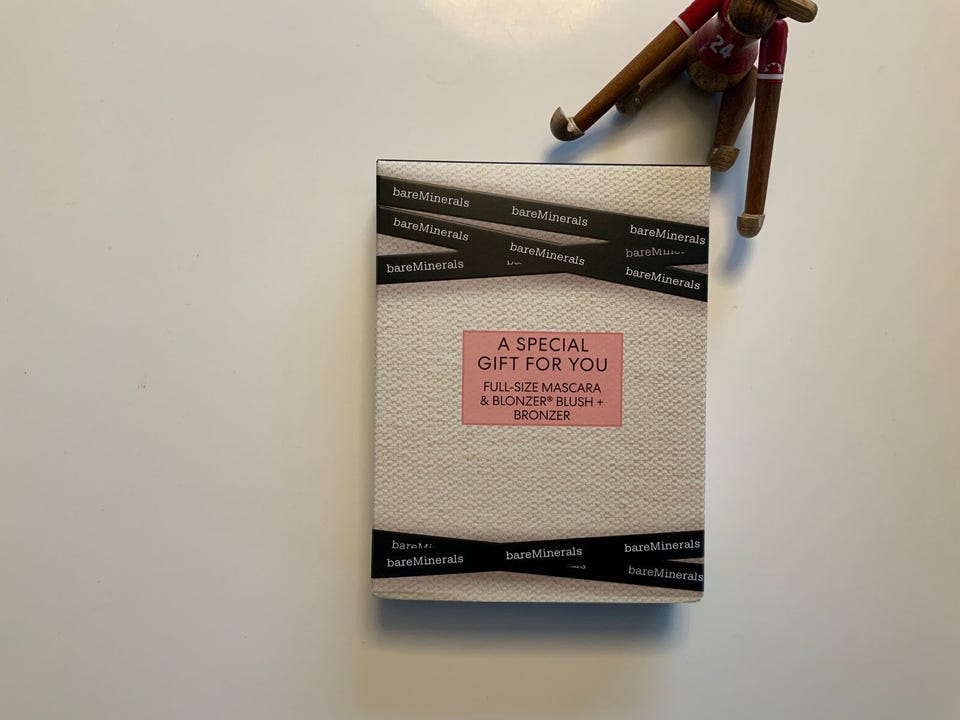 24
bareMinerals bareMinerals bareMinerals
bareMinerals bareMinerals bareMinerals
bareMinerals
A SPECIAL
GIFT FOR YOU
FULL-SIZE MASCARA
& BLONZER® BLUSH +
BRONZER
bareMinerals bareMinerals bareMinerals
bareMinerals